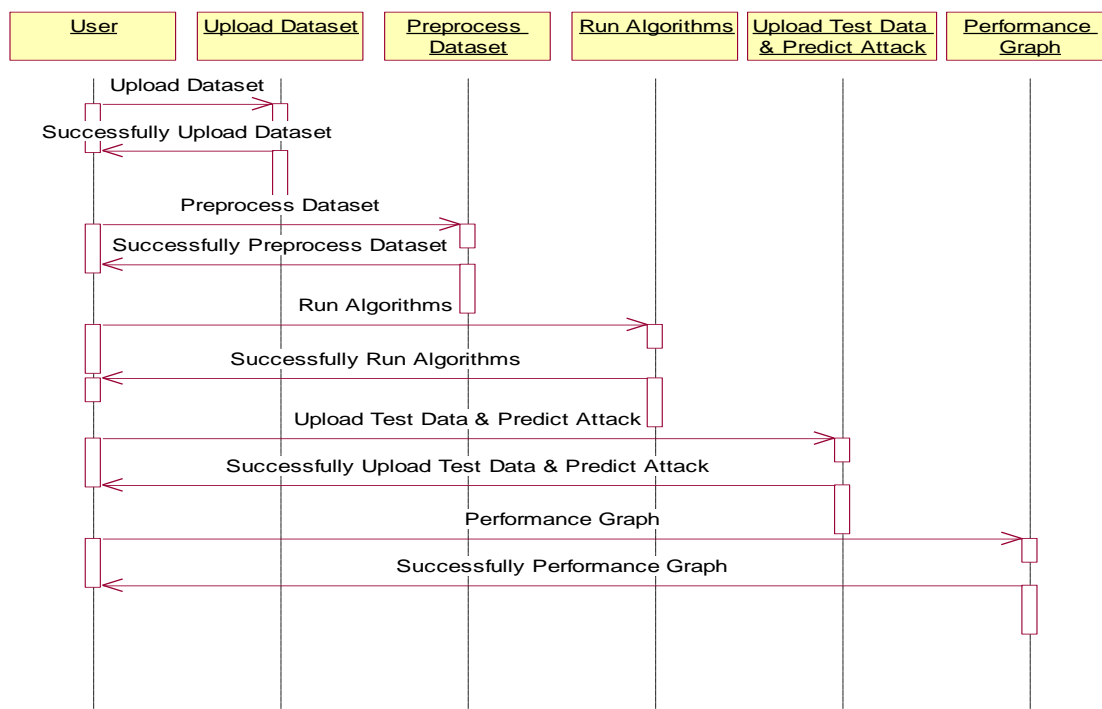 User
Upload Dataset
Preprocess
Dataset
Run Algorithms
Upload Test Data
& Predict Attack
Performance
Graph
Upload Dataset
Successfully Upload Dataset
Preprocess Dataset
Successfully Preprocess Dataset
Run Algorithms
Successfully Run Algorithms
Upload Test Data & Predict Attack
Successfully Upload Test Data & Predict Attack
Performance Graph
Successfully Performance Graph